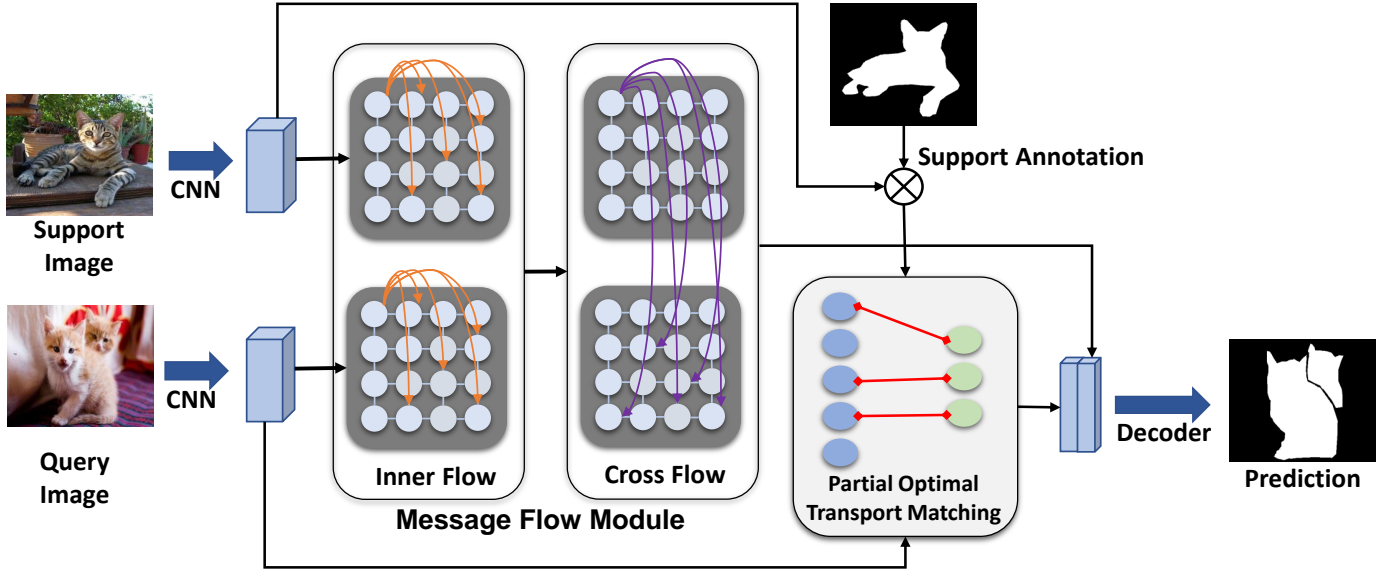 CNN
Support
Image
CNN
Query
Image
Inner Flow
Cross Flow
Message Flow Module
Support Annotation
Partial Optimal
Transport Matching
Decoder
Prediction